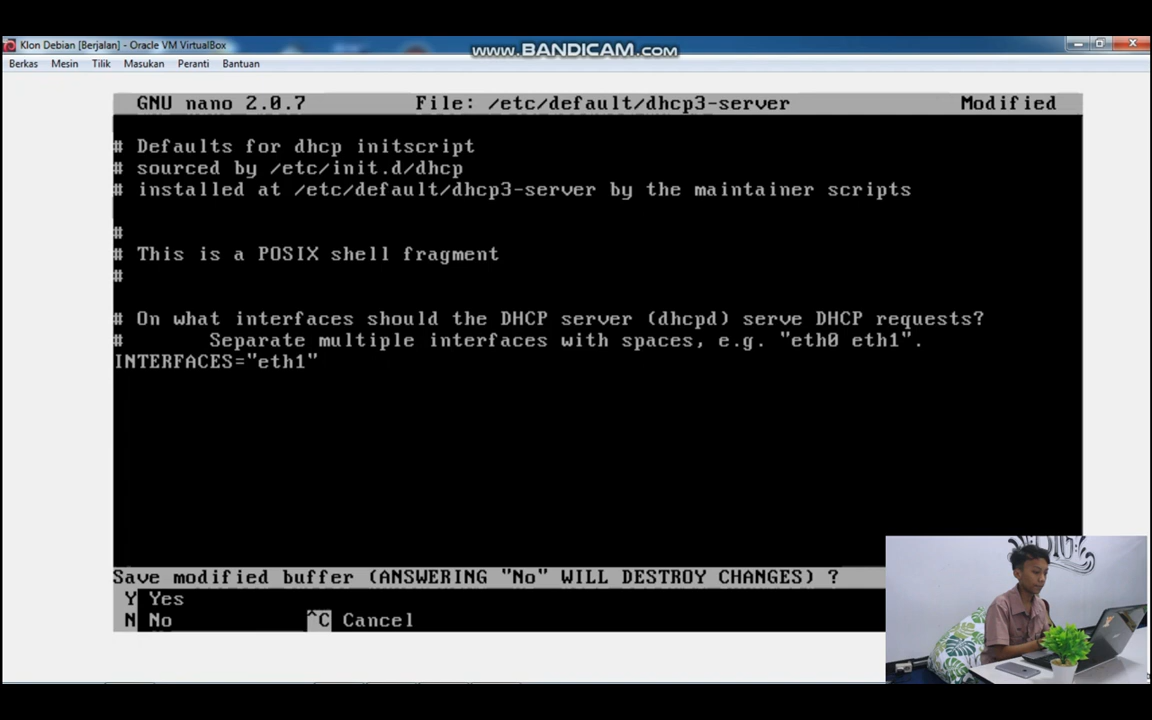 Klon Debian [Berjalan] - Oracle VM VirtualBox
www.BANDICAM.com
Berkas Mesin Tilik Masukan Peranti Bantuan
GNU nano 2.0.7 File: /etc/default/dhcp3-server Modified
# Defaults for dhcp initscript
# sourced by /etc/init.d/dhcp
# installed at /etc/default/dhcp3-server by the maintainer scripts
#
# This is a POSIX shell fragment
#
# On what interfaces should the DHCP server (dhcpd) serve DHCP requests?
# Separate multiple interfaces with spaces, e.g. "eth0 eth1".
INTERFACES="eth1"
Save modified buffer (ANSWERING "No" WILL DESTROY CHANGES) ?
Y Yes
N No ^C Cancel